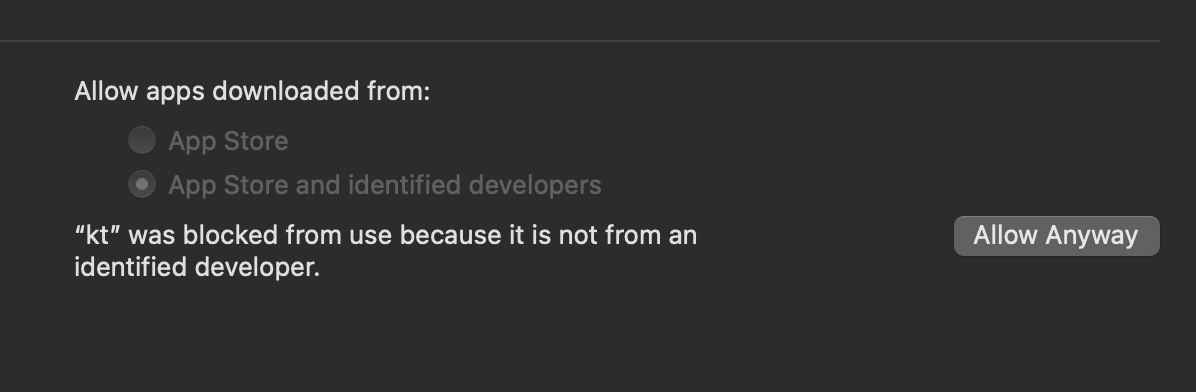 Allow apps downloaded from:
App Store
App Store and identified developers
“kt” was blocked from use because it is not from an
identified developer.
Allow Anyway